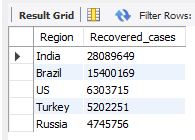 Result Grid Filter Rows:
Region Recovered_cases
India 28089649
Brazil 15400169
US 6303715
Turkey 5202251
Russia 4745756